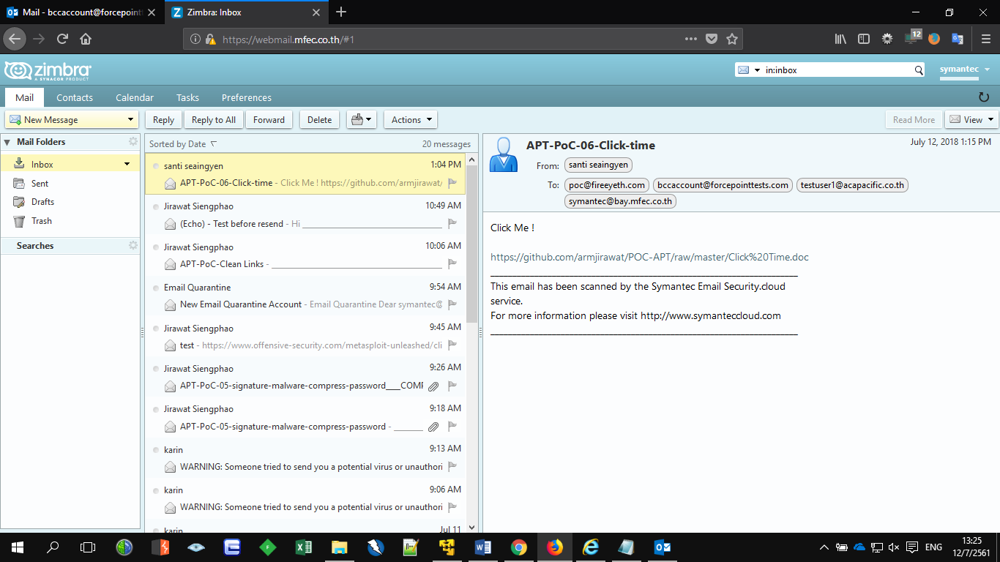 Mail - bccaccount@forcepoint
Zimbra: Inbox
https://webmail.mfec.co.th/#1
12
zimbra
A SYNACOR PRODUCT
in:inbox
symantec
Mail Contacts Calendar Tasks Preferences
New Message
Reply Reply to All Forward Delete Actions Read More View
Mail Folders
Inbox
Sent
Drafts
Trash
Searches
Sorted by Date 20 messages
santi seaingyen 1:04 PM
APT-PoC-06-Click-time - Click Me ! https://github.com/armjirawat/
Jirawat Siengphao 10:49 AM
(Echo) - Test before resend - Hi ______________________________
Jirawat Siengphao 10:06 AM
APT-PoC-Clean Links - ____________________________________
Email Quarantine 9:54 AM
New Email Quarantine Account - Email Quarantine Dear symantec@
Jirawat Siengphao 9:45 AM
test - https://www.offensive-security.com/metasploit-unleashed/cli
Jirawat Siengphao 9:26 AM
APT-PoC-05-signature-malware-compress-password___COMP
Jirawat Siengphao 9:18 AM
APT-PoC-05-signature-malware-compress-password - ______
karin 9:13 AM
WARNING: Someone tried to send you a potential virus or unauthori
karin 9:06 AM
WARNING: Someone tried to send you a potential virus or unauthori
karin Jul 11
APT-PoC-06-Click-time
July 12, 2018 1:15 PM
From: santi seaingyen
To: poc@fireeyeth.com bccaccount@forcepointtests.com testuser1@acapacific.co.th
symantec@bay.mfec.co.th
Click Me !
https://github.com/armjirawat/POC-APT/raw/master/Click%20Time.doc
______________________________________________________________________
This email has been scanned by the Symantec Email Security.cloud
service.
For more information please visit http://www.symanteccloud.com
______________________________________________________________________
ENG
13:25
12/7/2561